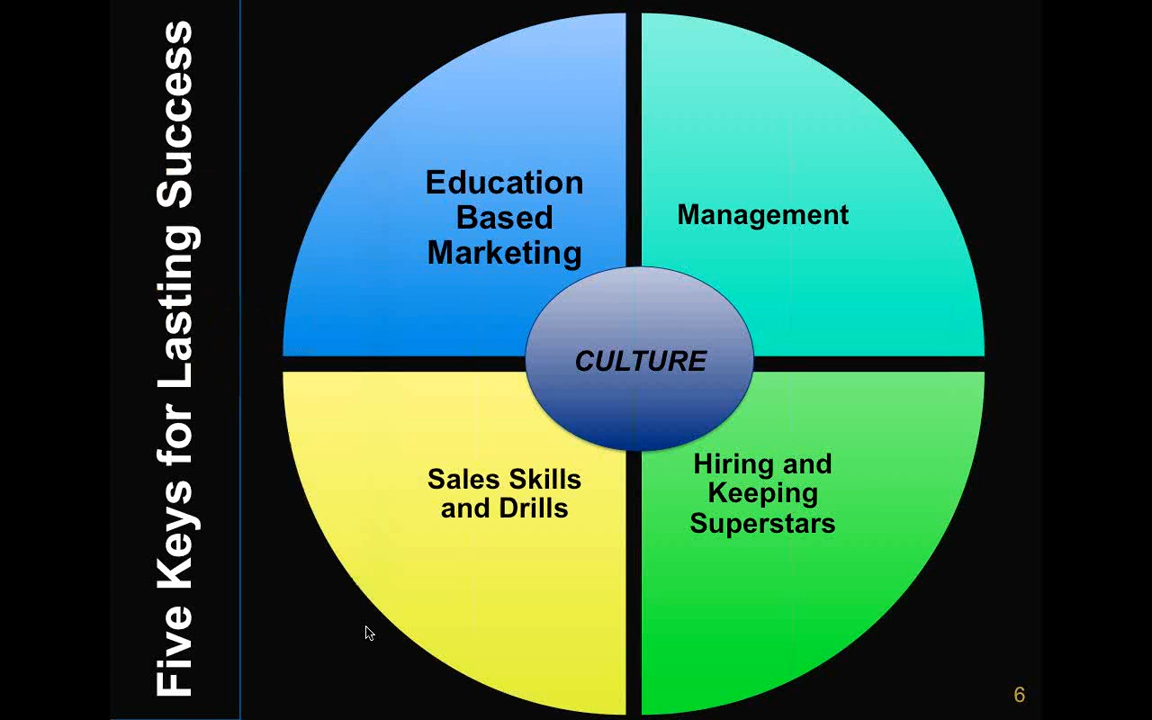 Five Keys for Lasting Success
Education
Based
Marketing
Management
CULTURE
Sales Skills
and Drills
Hiring and
Keeping
Superstars
6